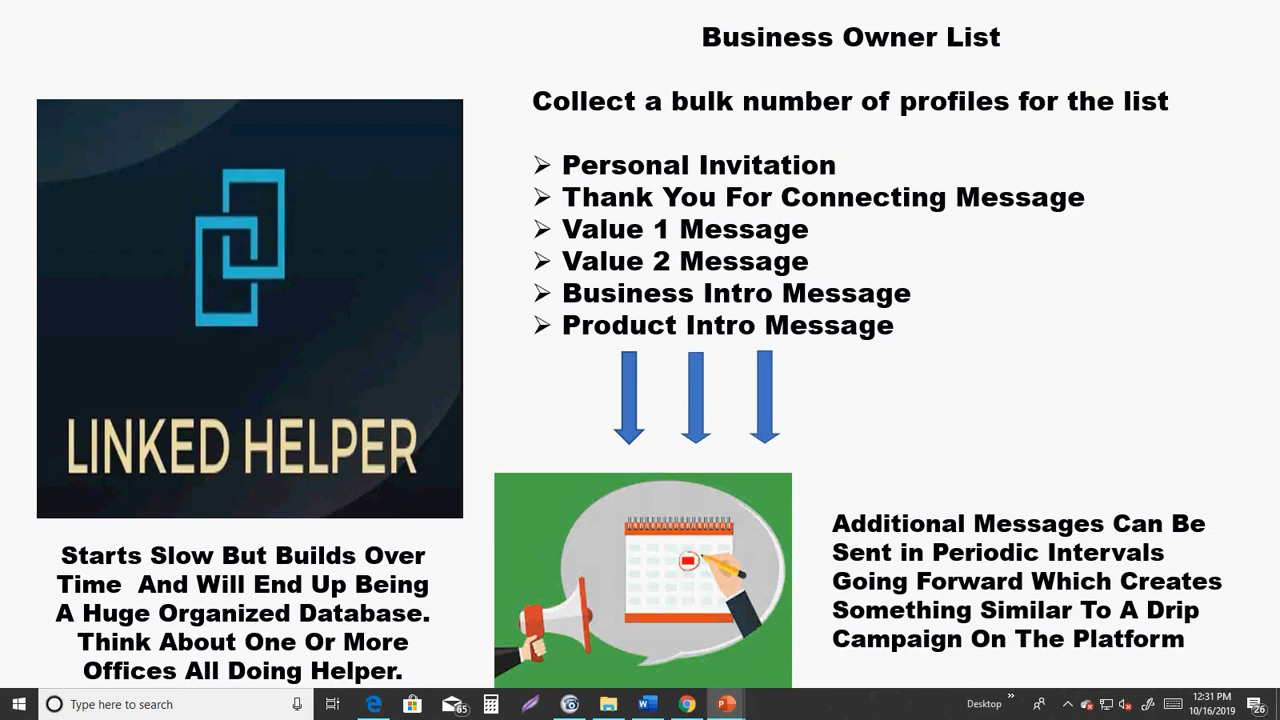 Business Owner List
Collect a bulk number of profiles for the list
Personal Invitation
Thank You For Connecting Message
Value 1 Message
Value 2 Message
Business Intro Message
Product Intro Message
LINKED HELPER
Starts Slow But Builds Over
Time And Will End Up Being
A Huge Organized Database.
Think About One Or More
Offices All Doing Helper.
Additional Messages Can Be
Sent in Periodic Intervals
Going Forward Which Creates
Something Similar To A Drip
Campaign On The Platform
Type here to search
65
Desktop
12:31 PM
10/16/2019
26